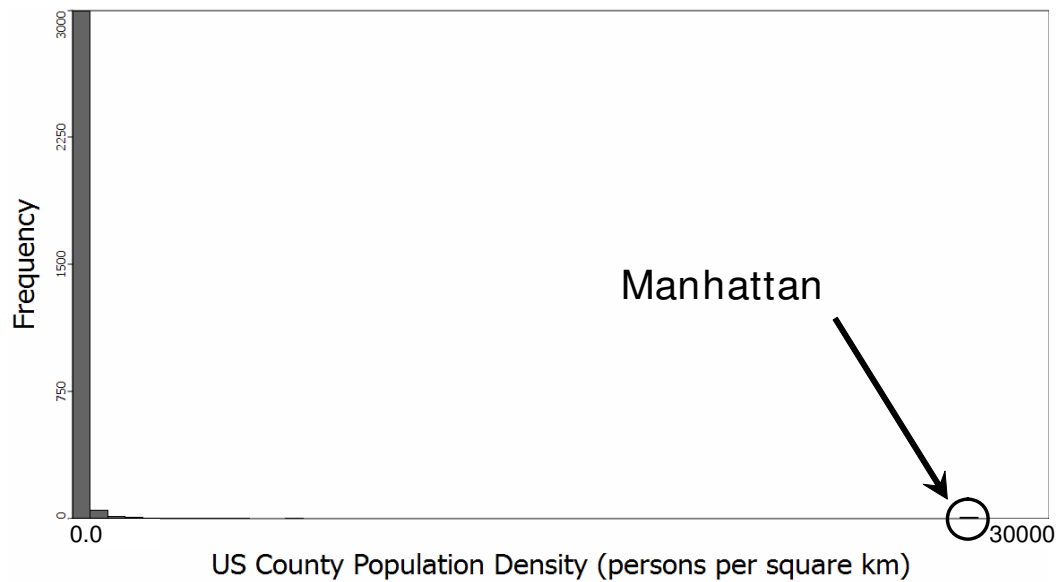 3000
2250
1500
750
0
Frequency
Manhattan
0.0
30000
US County Population Density (persons per square km)